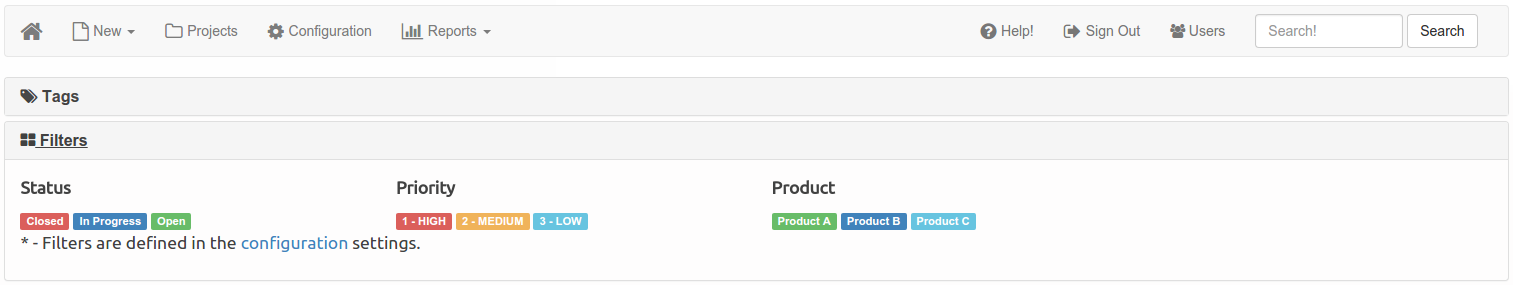 New Projects Configuration Reports Help! Sign Out Users Search! Search
Tags
Filters
Status Priority Product
Closed In Progress Open 1 - HIGH 2 - MEDIUM 3 - LOW Product A Product B Product C
* - Filters are defined in the configuration settings.